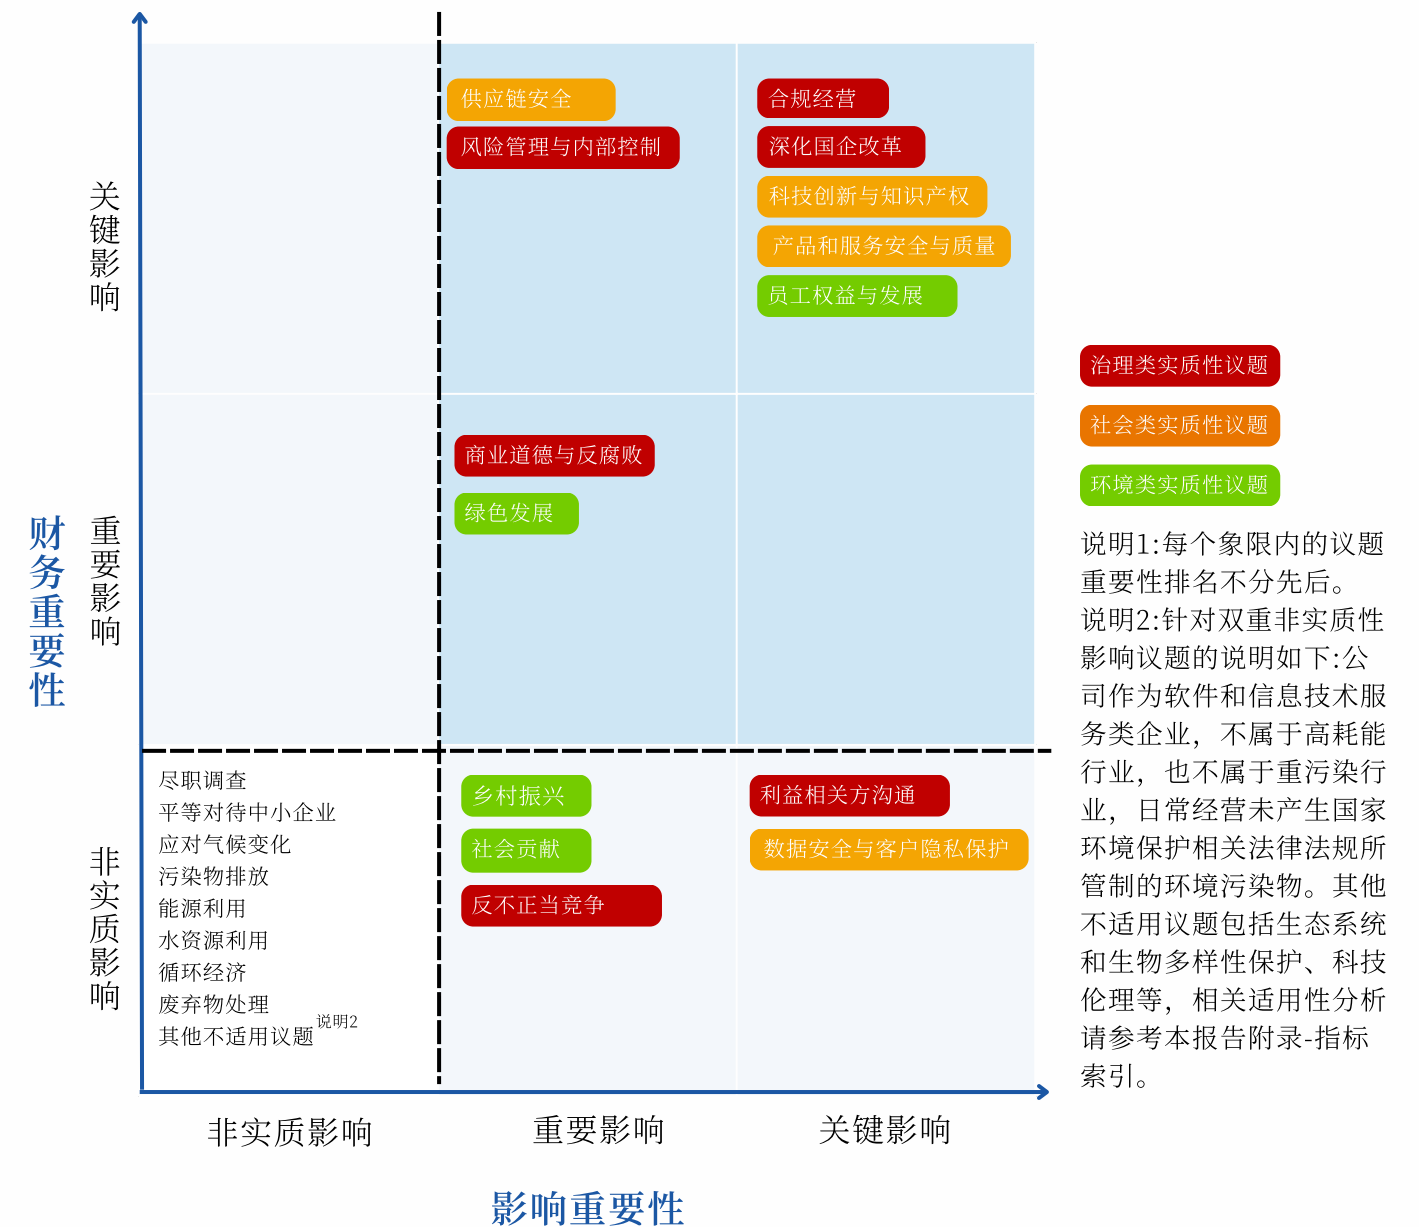 关键影响
重要影响
非实质影响
财务重要性
供应链安全
风险管理与内部控制
合规经营
深化国企改革
科技创新与知识产权
产品和服务安全与质量
员工权益与发展
商业道德与反腐败
绿色发展
尽职调查
平等对待中小企业
应对气候变化
污染物排放
能源利用
水资源利用
循环经济
废弃物处理
其他不适用议题说明2
乡村振兴
社会贡献
反不正当竞争
利益相关方沟通
数据安全与客户隐私保护
非实质影响
重要影响
关键影响
影响重要性
治理类实质性议题
社会类实质性议题
环境类实质性议题
说明1:每个象限内的议题
重要性排名不分先后。
说明2:针对双重非实质性
影响议题的说明如下:公
司作为软件和信息技术服
务类企业，不属于高耗能
行业，也不属于重污染行
业，日常经营未产生国家
环境保护相关法律法规所
管制的环境污染物。其他
不适用议题包括生态系统
和生物多样性保护、科技
伦理等，相关适用性分析
请参考本报告附录-指标
索引。